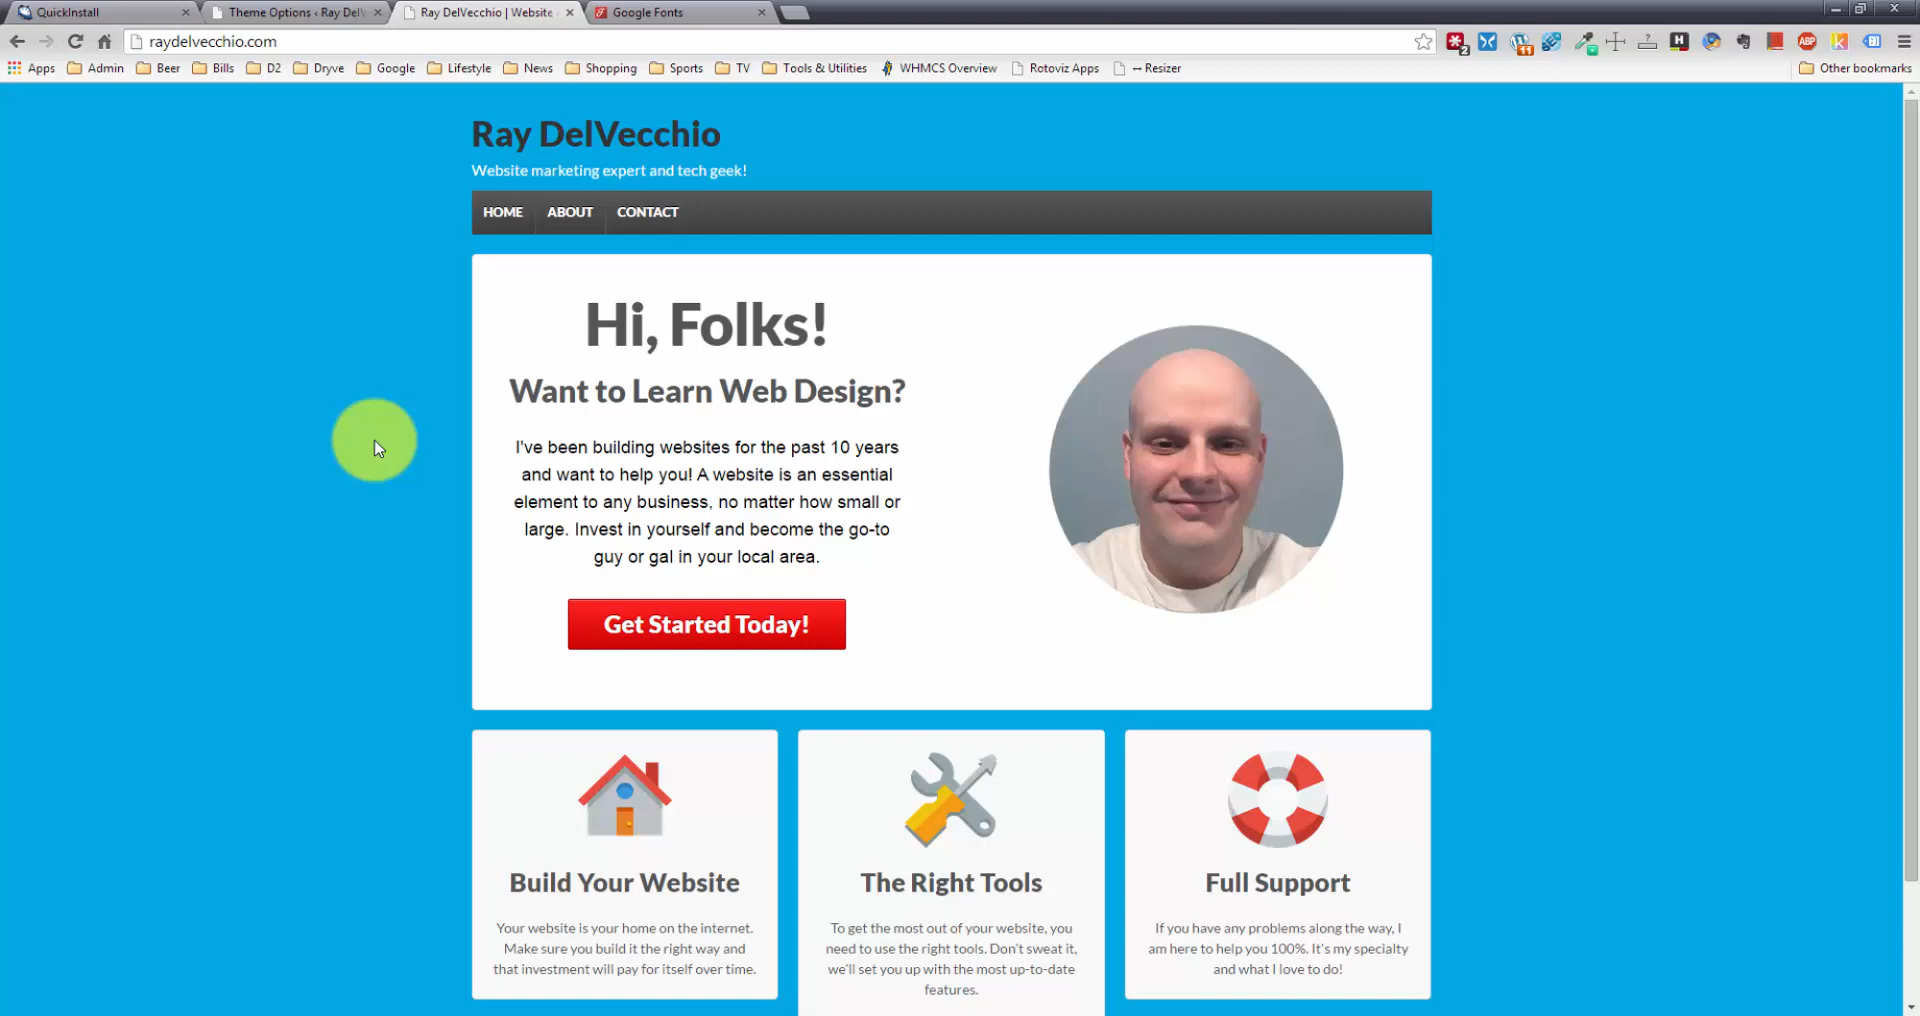 QuickInstall
Theme Options ‹ Ray Del
Ray DelVecchio | Website
Google Fonts
raydelvecchio.com
2
11
H
ABP
Apps
Admin
Beer
Bills
D2
Dryve
Google
Lifestyle
News
Shopping
Sports
TV
Tools & Utilities
WHMCS Overview
Rotoviz Apps
↔ Resizer
Other bookmarks
Ray DelVecchio
Website marketing expert and tech geek!
HOME
ABOUT
CONTACT
Hi, Folks!
Want to Learn Web Design?
I've been building websites for the past 10 years
and want to help you! A website is an essential
element to any business, no matter how small or
large. Invest in yourself and become the go-to
guy or gal in your local area.
Get Started Today!
Build Your Website
Your website is your home on the internet.
Make sure you build it the right way and
that investment will pay for itself over time.
The Right Tools
To get the most out of your website, you
need to use the right tools. Don't sweat it,
we'll set you up with the most up-to-date
features.
Full Support
If you have any problems along the way, I
am here to help you 100%. It's my specialty
and what I love to do!